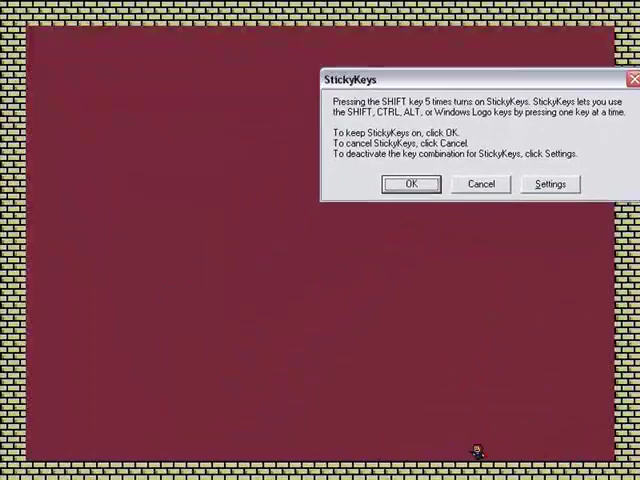 StickyKeys
Pressing the SHIFT key 5 times turns on StickyKeys. StickyKeys lets you use
the SHIFT, CTRL, ALT, or Windows Logo keys by pressing one key at a time.
To keep StickyKeys on, click OK.
To cancel StickyKeys, click Cancel.
To deactivate the key combination for StickyKeys, click Settings.
OK Cancel Settings